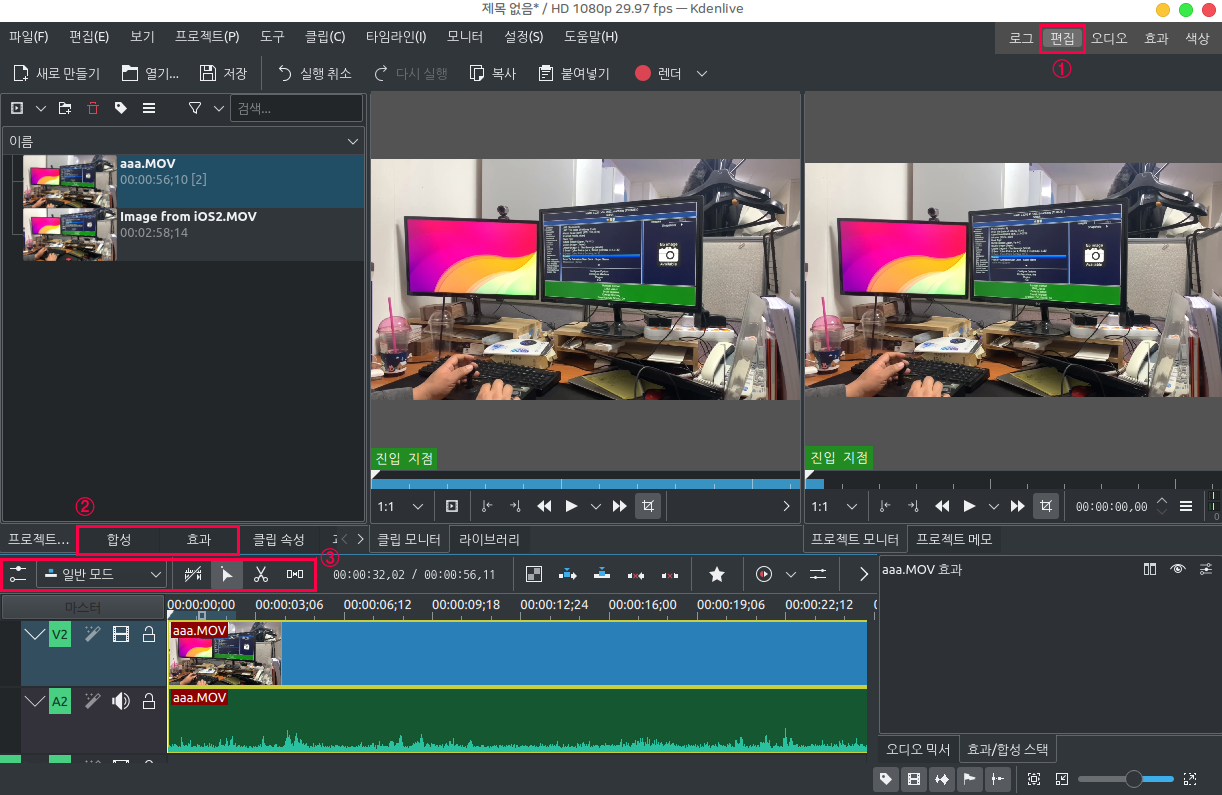 제목 없음* / HD 1080p 29.97 fps — Kdenlive
파일(F) 편집(E) 보기 프로젝트(P) 도구 클립(C) 타임라인(I) 모니터 설정(S) 도움말(H) 로그 편집 오디오 효과 색상
①
새로 만들기 열기... 저장 실행 취소 다시 실행 복사 붙여넣기 렌더
검색...
이름
aaa.MOV
00:00:56;10 [2]
Image from iOS2.MOV
00:02:58;14
No Image
Available
No Image
Available
진입 지점 진입 지점
② 1:1 1:1 00:00:00,00 0
프로젝트... 합성 효과 클립 속성 클립 모니터 라이브러리 프로젝트 모니터 프로젝트 메모
③
일반 모드 00:00:32,02 / 00:00:56,11 aaa.MOV 효과
마스터 00:00:00;00 00:00:03;06 00:00:06;12 00:00:09;18 00:00:12;24 00:00:16;00 00:00:19;06 00:00:22;12
V2 aaa.MOV
A2 aaa.MOV
오디오 믹서 효과/합성 스택